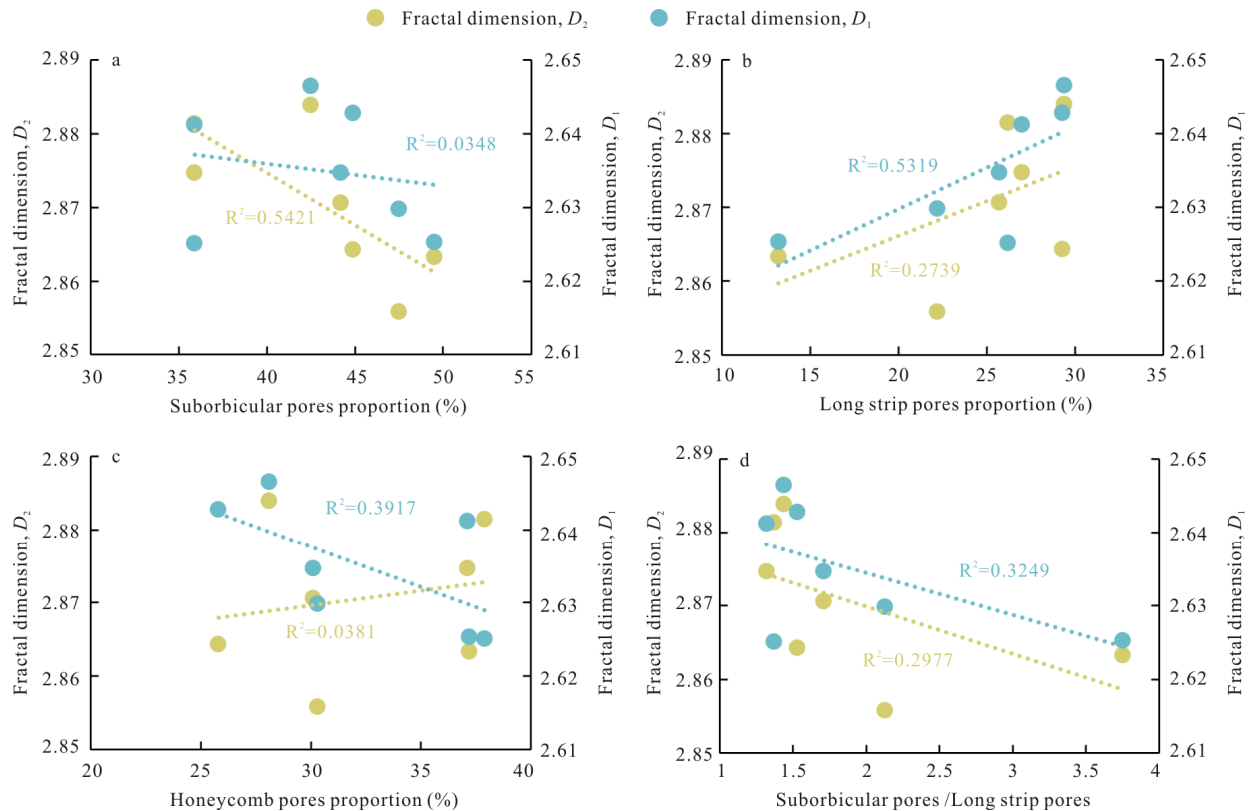 Fractal dimension, D₂ Fractal dimension, D₁
a
2.89
2.88
2.87
2.86
2.85
Fractal dimension, D₂
2.65
2.64
2.63
2.62
2.61
Fractal dimension, D₁
R²=0.0348
R²=0.5421
30 35 40 45 50 55
Suborbicular pores proportion (%)
b
2.89
2.88
2.87
2.86
2.85
Fractal dimension, D₂
2.65
2.64
2.63
2.62
2.61
Fractal dimension, D₁
R²=0.5319
R²=0.2739
10 15 20 25 30 35
Long strip pores proportion (%)
c
2.89
2.88
2.87
2.86
2.85
Fractal dimension, D₂
2.65
2.64
2.63
2.62
2.61
Fractal dimension, D₁
R²=0.3917
R²=0.0381
20 25 30 35 40
Honeycomb pores proportion (%)
d
2.89
2.88
2.87
2.86
2.85
Fractal dimension, D₂
2.65
2.64
2.63
2.62
2.61
Fractal dimension, D₁
R²=0.3249
R²=0.2977
1 1.5 2 2.5 3 3.5 4
Suborbicular pores /Long strip pores